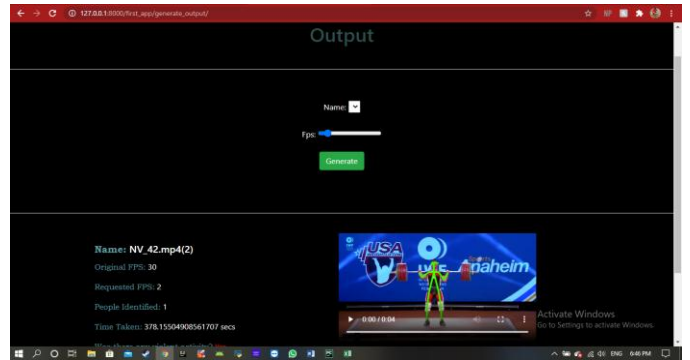 127.0.0.1:8000/first_app/generate_output/
Output
Name:
Fps:
Generate
Name: NV_42.mp4(2)
Original FPS: 30
Requested FPS: 2
People Identified: 1
Time Taken: 378.15504908561707 secs
USA
anaheim
0:00 / 0:04
Activate Windows
Go to Settings to activate Windows.
ENG 6:46 PM